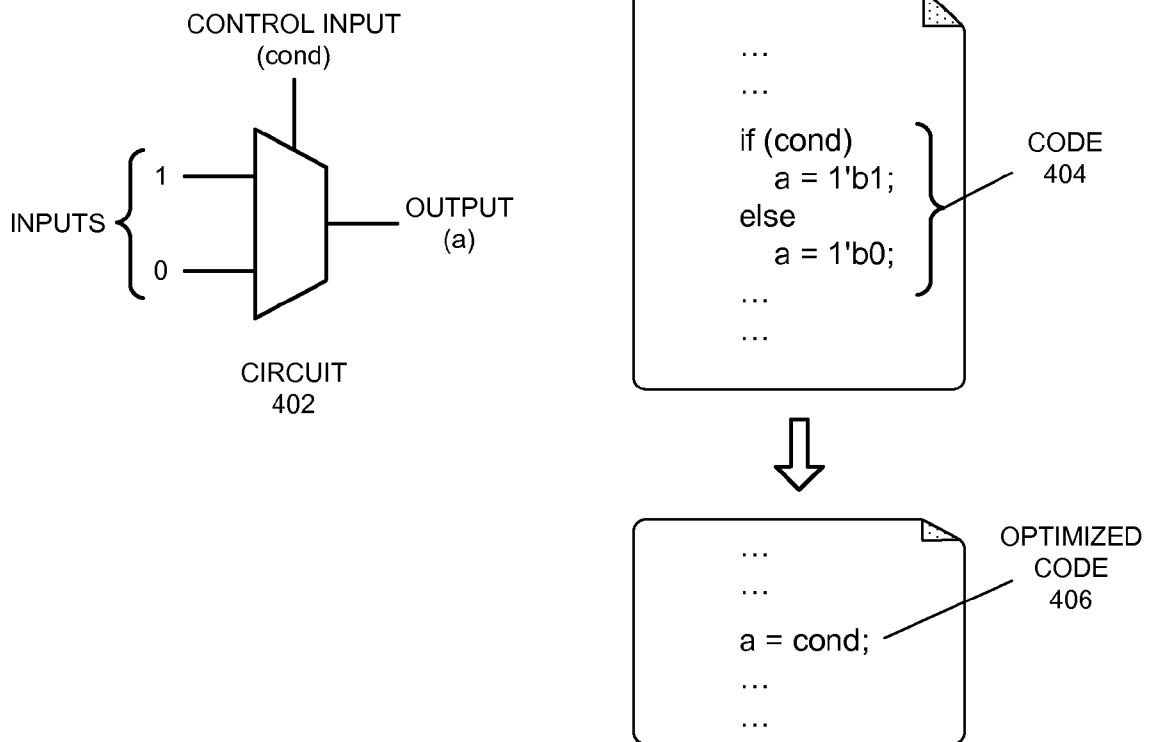 CONTROL INPUT
(cond)
INPUTS
1
0
OUTPUT
(a)
CIRCUIT
402
...
...
if (cond)
a = 1'b1;
else
a = 1'b0;
...
...
CODE
404
...
...
a = cond;
...
...
OPTIMIZED
CODE
406